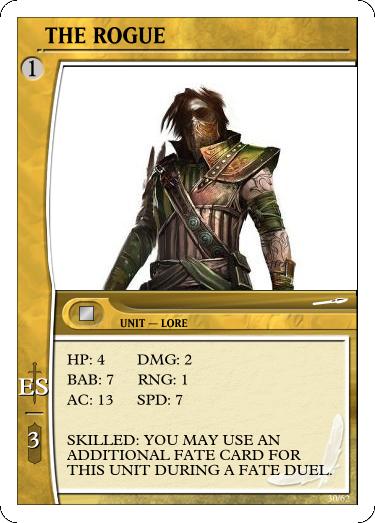 THE ROGUE
1
UNIT — LORE
HP: 4 DMG: 2
BAB: 7 RNG: 1
AC: 13 SPD: 7
ES
3
SKILLED: YOU MAY USE AN
ADDITIONAL FATE CARD FOR
THIS UNIT DURING A FATE DUEL.
30/62